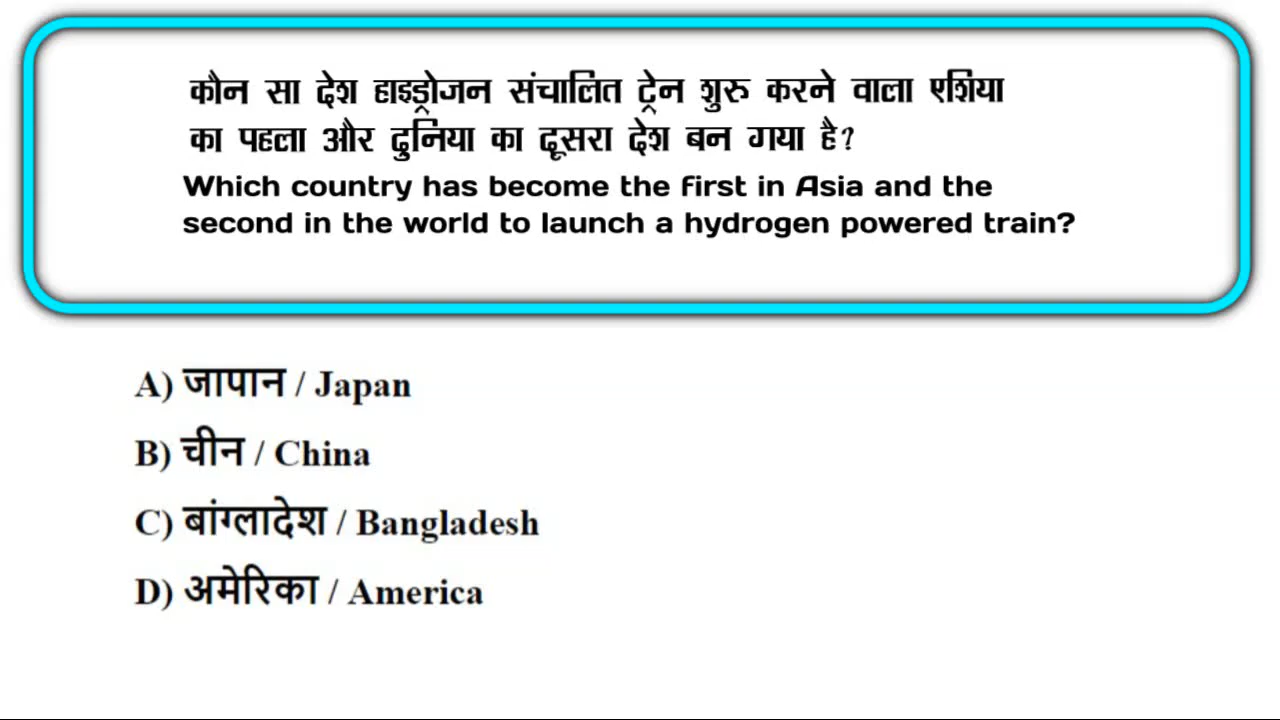 कौन सा देश हाइड्रोजन संचालित ट्रेन शुरु करने वाला एशिया
का पहला और दुनिया का दूसरा देश बन गया है?
Which country has become the first in Asia and the
second in the world to launch a hydrogen powered train?
A) जापान / Japan
B) चीन / China
C) बांग्लादेश / Bangladesh
D) अमेरिका / America